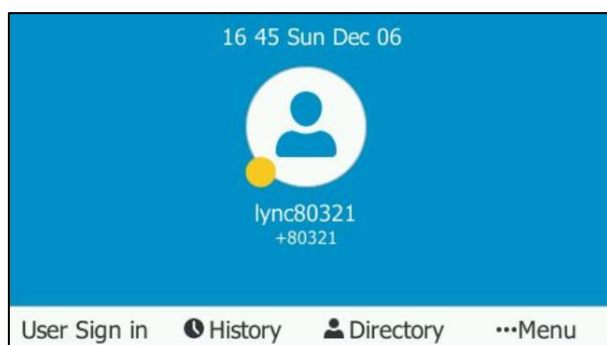 16 45 Sun Dec 06
lync80321
+80321
User Sign in History Directory •••Menu